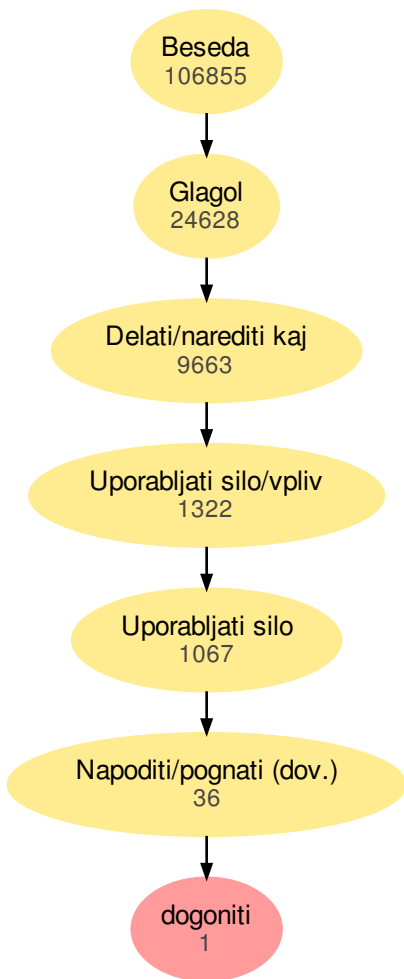 Beseda
106855
Glagol
24628
Delati/narediti kaj
9663
Uporabljati silo/vpliv
1322
Uporabljati silo
1067
Napoditi/pognati (dov.)
36
dogoniti
1